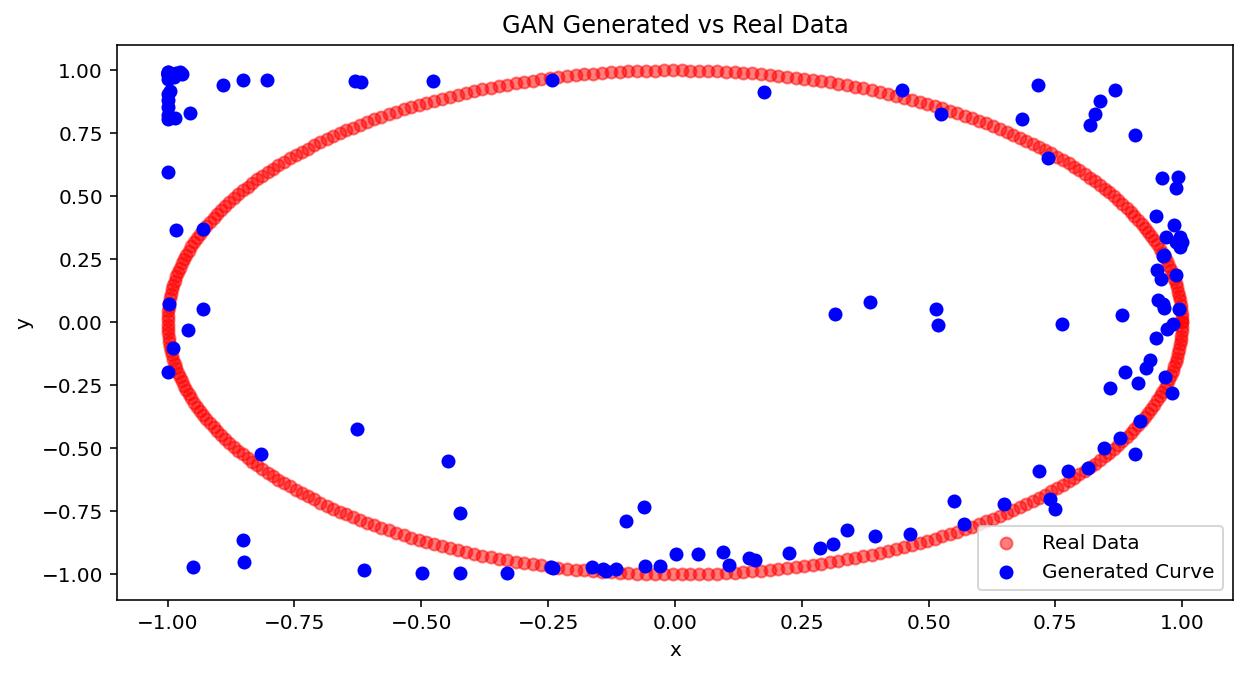 GAN Generated vs Real Data
y
1.00
0.75
0.50
0.25
0.00
−0.25
−0.50
−0.75
−1.00
Real Data
Generated Curve
−1.00 −0.75 −0.50 −0.25 0.00 0.25 0.50 0.75 1.00
x